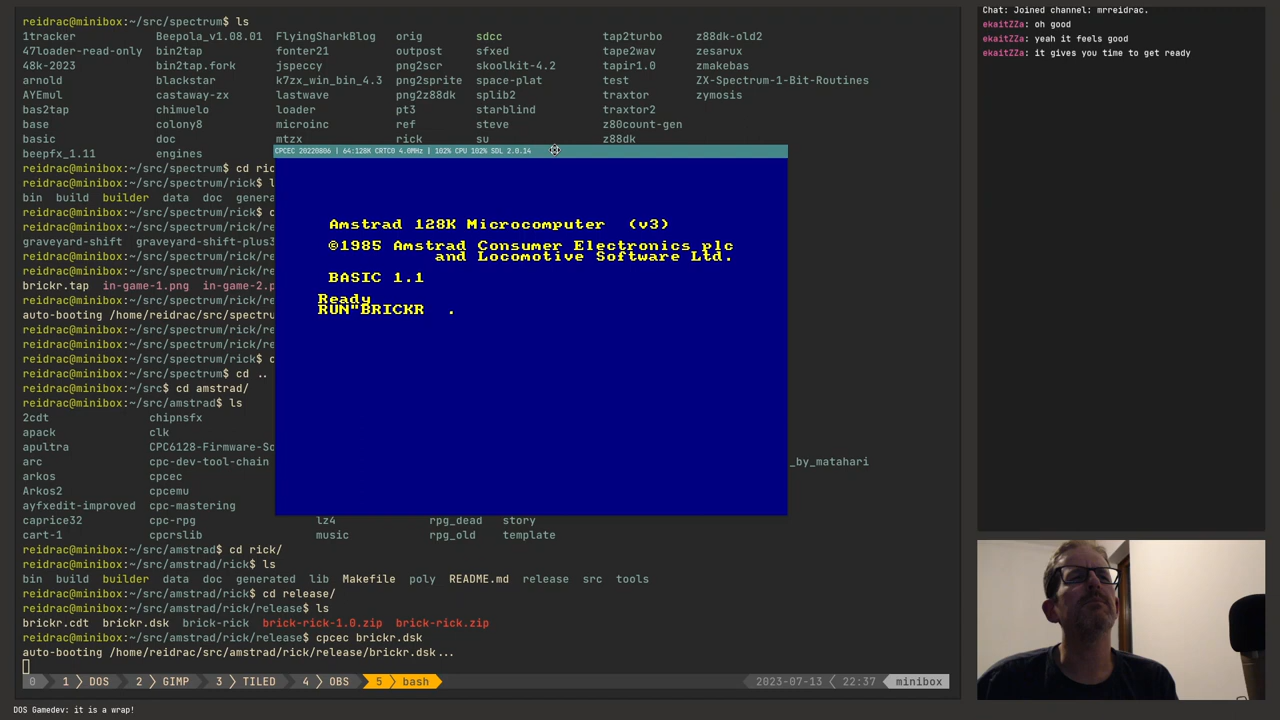 reidrac@minibox:~/src/spectrum$ ls
1tracker Beepola_v1.08.01 FlyingSharkBlog orig sdcc tap2turbo z88dk-old2
47loader-read-only bin2tap fonter21 outpost sfxed tape2wav zesarux
48k-2023 bin2tap.fork jspeccy png2scr skoolkit-4.2 tapir1.0 zmakebas
arnold blackstar k7zx_win_bin_4.3 png2sprite space-plat test ZX-Spectrum-1-Bit-Routines
AYEmul castaway-zx lastwave png2z88dk splib2 traxtor zymosis
bas2tap chimuelo loader pt3 starblind traxtor2
base colony8 microinc ref steve z80count-gen
basic doc mtzx rick su z88dk
beepfx_1.11 engines
reidrac@minibox:~/src/spectrum$ cd ric
reidrac@minibox:~/src/spectrum/rick$ l
bin build builder data doc gene
reidrac@minibox:~/src/spectrum/rick$ c
reidrac@minibox:~/src/spectrum/rick/re
graveyard-shift graveyard-shift-plus3
reidrac@minibox:~/src/spectrum/rick/re
reidrac@minibox:~/src/spectrum/rick/re
brickr.tap in-game-1.png in-game-2.p
reidrac@minibox:~/src/spectrum/rick/re
auto-booting /home/reidrac/src/spectru
reidrac@minibox:~/src/spectrum/rick/re
reidrac@minibox:~/src/spectrum/rick/re
reidrac@minibox:~/src/spectrum/rick$ c
reidrac@minibox:~/src/spectrum$ cd ..
reidrac@minibox:~/src$ cd amstrad/
reidrac@minibox:~/src/amstrad$ ls
2cdt chipnsfx
apack clk
apultra CPC6128-Firmware-So
arc cpc-dev-tool-chain _by_matahari
arkos cpcec
Arkos2 cpcemu
ayfxedit-improved cpc-mastering
caprice32 cpc-rpg lz4 rpg_dead story
cart-1 cpcrslib music rpg_old template
reidrac@minibox:~/src/amstrad$ cd rick/
reidrac@minibox:~/src/amstrad/rick$ ls
bin build builder data doc generated lib Makefile poly README.md release src tools
reidrac@minibox:~/src/amstrad/rick$ cd release/
reidrac@minibox:~/src/amstrad/rick/release$ ls
brickr.cdt brickr.dsk brick-rick brick-rick-1.0.zip brick-rick.zip
reidrac@minibox:~/src/amstrad/rick/release$ cpcec brickr.dsk
auto-booting /home/reidrac/src/amstrad/rick/release/brickr.dsk...
0 1 DOS 2 GIMP 3 TILED 4 OBS 5 bash 2023-07-13 22:37 minibox
DOS Gamedev: it is a wrap!
CPCEC 20220806 | 64:128K CRTC0 4.0MHz | 102% CPU 102% SDL 2.0.14
Amstrad 128K Microcomputer (v3)
©1985 Amstrad Consumer Electronics plc
and Locomotive Software Ltd.
BASIC 1.1
Ready
RUN"BRICKR .
Chat: Joined channel: mrreidrac.
ekaitZZa: oh good
ekaitZZa: yeah it feels good
ekaitZZa: it gives you time to get ready